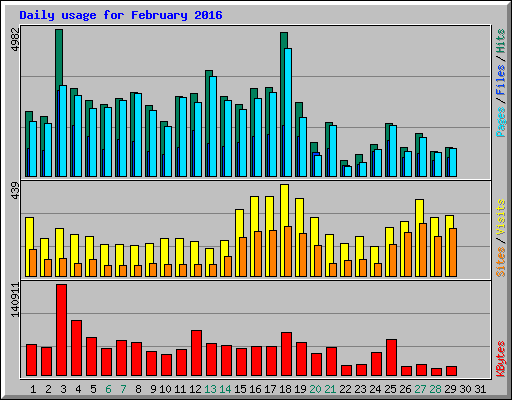 Daily usage for February 2016
4982
Pages / Files / Hits
439
Sites / Visits
140911
KBytes
1 2 3 4 5 6 7 8 9 10 11 12 13 14 15 16 17 18 19 20 21 22 23 24 25 26 27 28 29 30 31